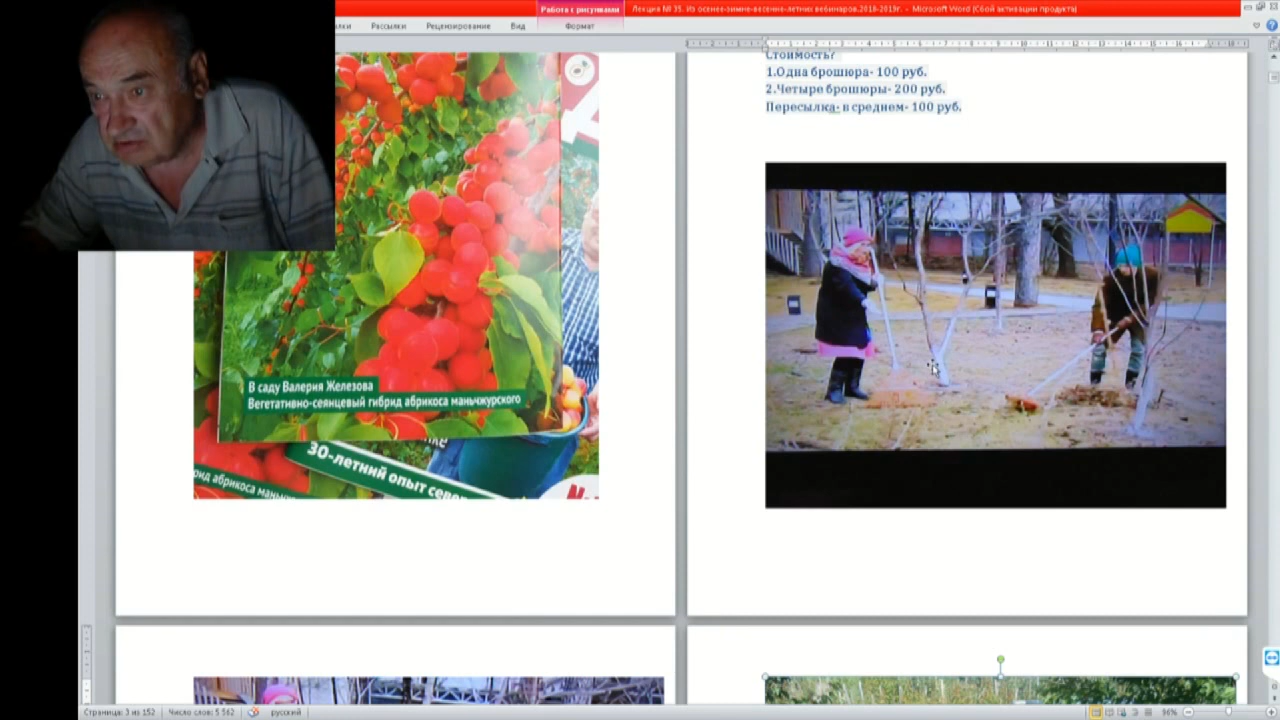 Работа с рисунками
Лекция № 35. Из осенне-зимне-весенне-летних вебинаров.2018-2019г. - Microsoft Word (Сбой активации продукта)
Рассылки
Рецензирование
Вид
Формат
Стоимость?
1.Одна брошюра- 100 руб.
2.Четыре брошюры- 200 руб.
Пересылка- в среднем- 100 руб.
В саду Валерия Железова
Вегетативно-сеянцевый гибрид абрикоса маньчжурского
30-летний опыт
Страница: 3 из 152
Число слов: 5 562
русский
96%